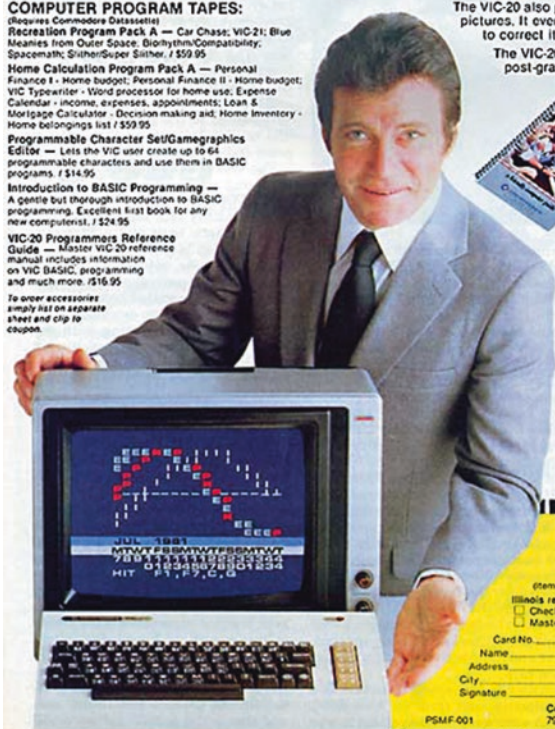 COMPUTER PROGRAM TAPES:
(Requires Commodore Datassette)
Recreation Program Pack A — Car Chase; VIC-21; Blue
Meanies from Outer Space; Biorhythm/Compatibility;
Spacemath; Slither/Super Slither. / $59.95
Home Calculation Program Pack A — Personal
Finance I - Home budget; Personal Finance II - Home budget;
VIC Typewriter - Word processor for home use; Expense
Calendar - income, expenses, appointments; Loan &
Mortgage Calculator - Decision making aid; Home Inventory -
Home belongings list / $59.95
Programmable Character Set/Gamegraphics
Editor — Lets the VIC user create up to 64
programmable characters and use them in BASIC
programs. / $14.95
Introduction to BASIC Programming —
A gentle but thorough introduction to BASIC
programming. Excellent first book for any
new computerist. / $24.95
VIC-20 Programmers Reference
Guide — Master VIC 20 reference
manual includes information
on VIC BASIC, programming
and much more. /$16.95
To order accessories
simply list on separate
sheet and clip to
coupon.
The VIC-20 also
pictures. It eve
to correct it
The VIC-20
post-gra
JUL 1981
MTWTFSSMTWTFSSMTWT
789111111111122222
HIT F1,F7,C,Q
(item
Illinois re
Chec
Maste
Card No.
Name
Address
City
Signature
PSMF-001
C
79